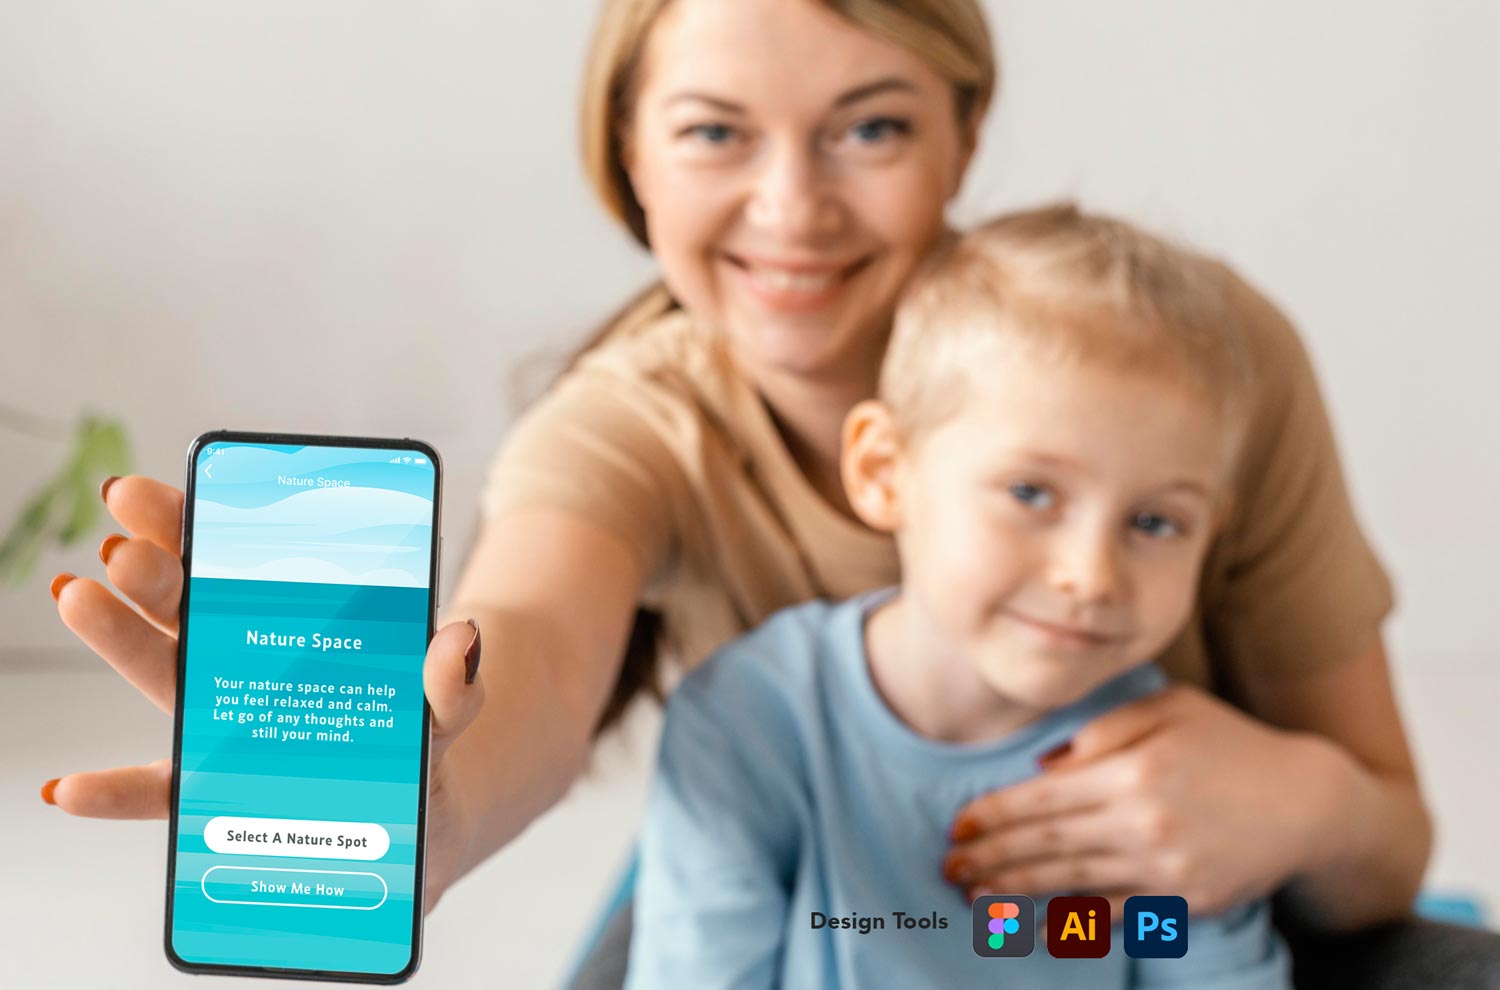 9:41
Nature Space
Nature Space
Your nature space can help
you feel relaxed and calm.
Let go of any thoughts and
still your mind.
Select A Nature Spot
Show Me How
Design Tools
Ai
Ps